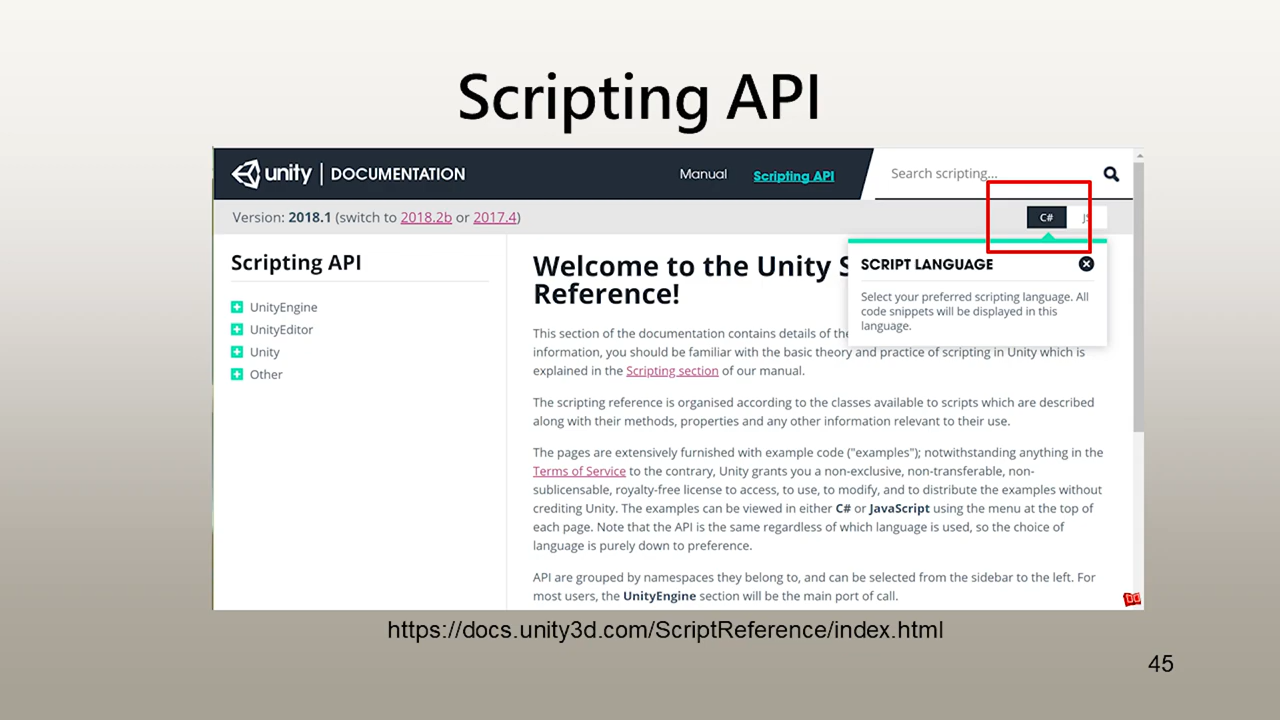 Scripting API
unity | DOCUMENTATION
Manual
Scripting API
Search scripting...
Version: 2018.1 (switch to 2018.2b or 2017.4)
C#
Scripting API
UnityEngine
UnityEditor
Unity
Other
Welcome to the Unity S
Reference!
SCRIPT LANGUAGE
Select your preferred scripting language. All
code snippets will be displayed in this
language.
This section of the documentation contains details of the
information, you should be familiar with the basic theory and practice of scripting in Unity which is
explained in the Scripting section of our manual.
The scripting reference is organised according to the classes available to scripts which are described
along with their methods, properties and any other information relevant to their use.
The pages are extensively furnished with example code ("examples"); notwithstanding anything in the
Terms of Service to the contrary, Unity grants you a non-exclusive, non-transferable, non-
sublicensable, royalty-free license to access, to use, to modify, and to distribute the examples without
crediting Unity. The examples can be viewed in either C# or JavaScript using the menu at the top of
each page. Note that the API is the same regardless of which language is used, so the choice of
language is purely down to preference.
API are grouped by namespaces they belong to, and can be selected from the sidebar to the left. For
most users, the UnityEngine section will be the main port of call.
https://docs.unity3d.com/ScriptReference/index.html
45